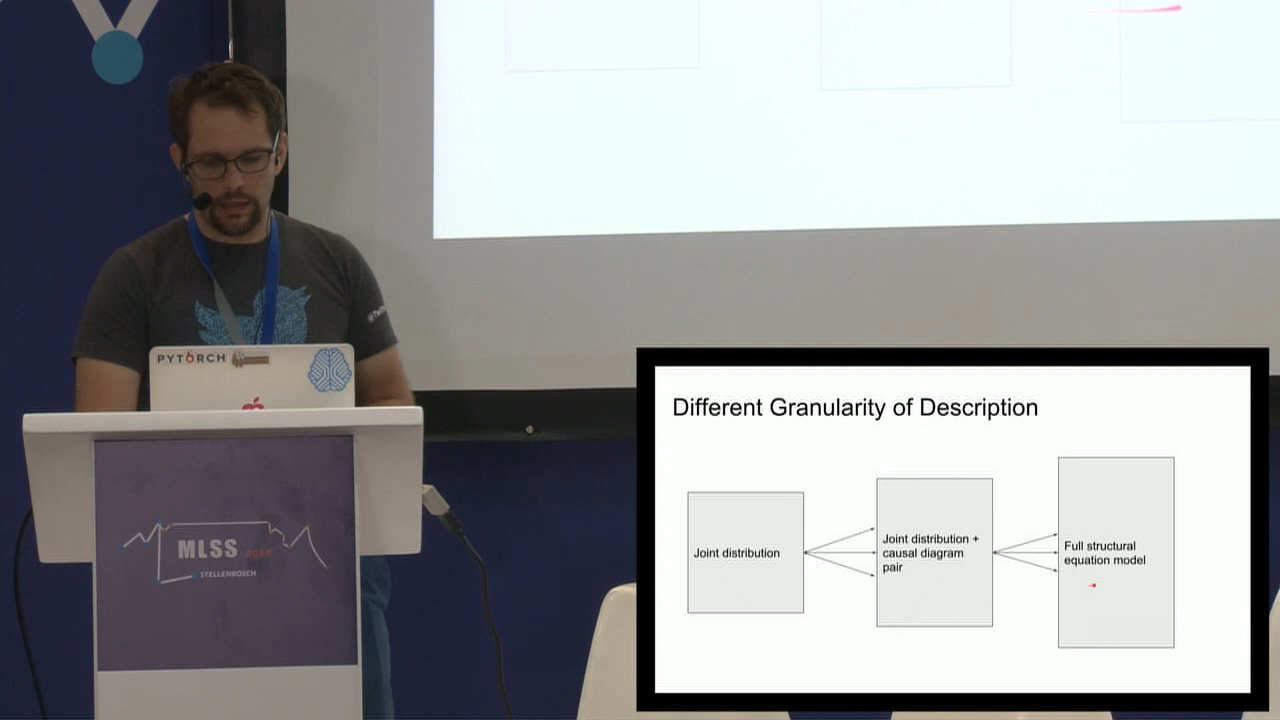 PYTORCH
MLSS
STELLENBOSCH
Different Granularity of Description
Joint distribution
Joint distribution +
causal diagram
pair
Full structural
equation model